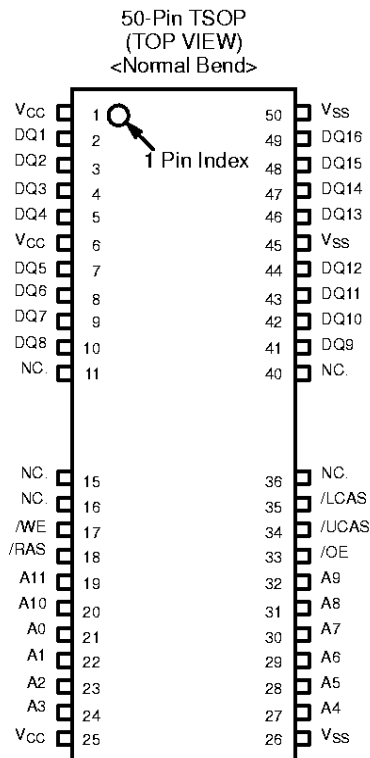 50-Pin TSOP
(TOP VIEW)
<Normal Bend>
VCC 1 50 VSS
DQ1 2 49 DQ16
1 Pin Index
DQ2 3 48 DQ15
DQ3 4 47 DQ14
DQ4 5 46 DQ13
VCC 6 45 VSS
DQ5 7 44 DQ12
DQ6 8 43 DQ11
DQ7 9 42 DQ10
DQ8 10 41 DQ9
NC. 11 40 NC.
NC. 15 36 NC.
NC. 16 35 /LCAS
/WE 17 34 /UCAS
/RAS 18 33 /OE
A11 19 32 A9
A10 20 31 A8
A0 21 30 A7
A1 22 29 A6
A2 23 28 A5
A3 24 27 A4
VCC 25 26 VSS